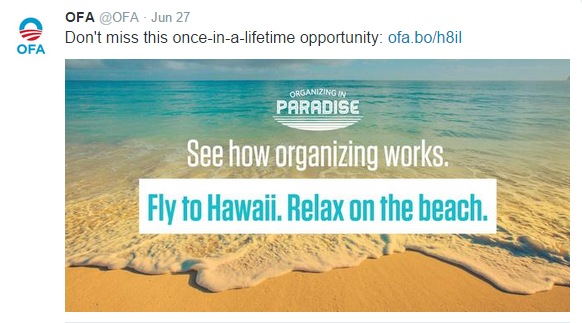 OFA @OFA · Jun 27
Don't miss this once-in-a-lifetime opportunity: ofa.bo/h8iI
OFA
ORGANIZING IN
PARADISE
See how organizing works.
Fly to Hawaii. Relax on the beach.